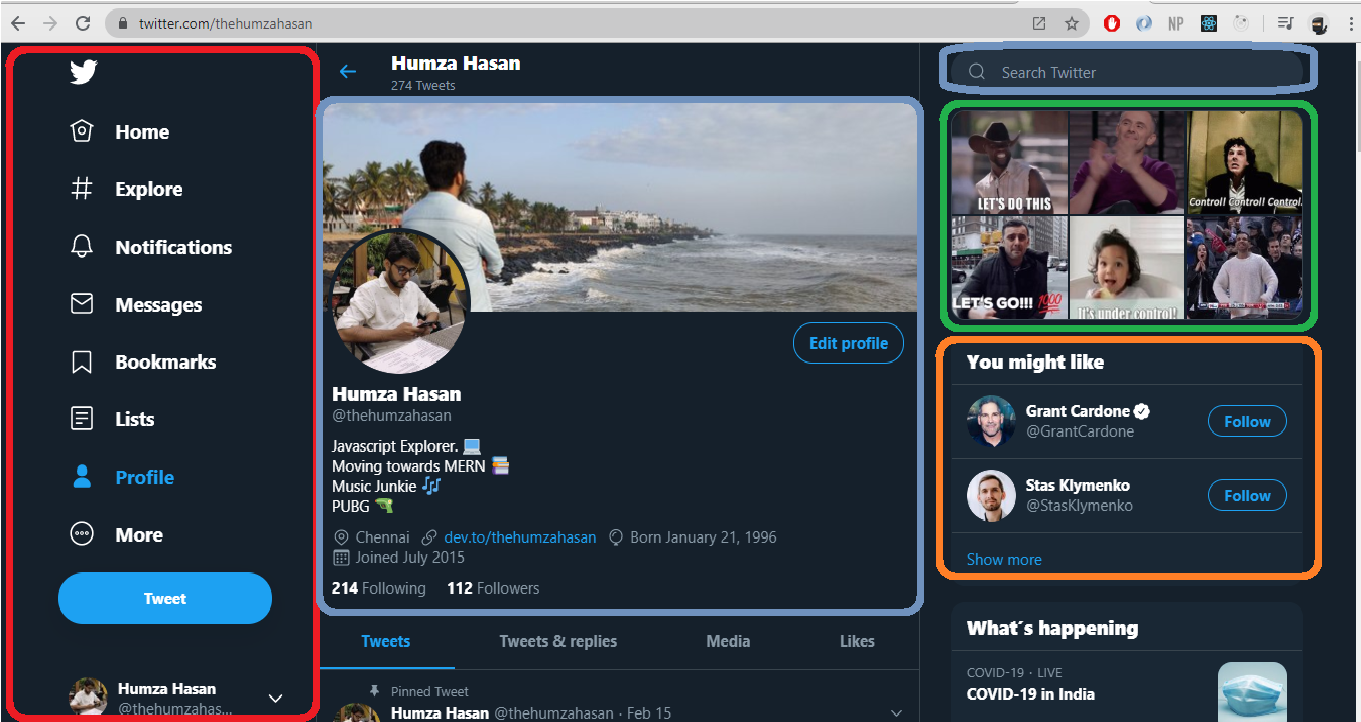 twitter.com/thehumzahasan
NP
Home
Explore
Notifications
Messages
Bookmarks
Lists
Profile
More
Tweet
Humza Hasan
@thehumzahas...
Humza Hasan
274 Tweets
Edit profile
Humza Hasan
@thehumzahasan
Javascript Explorer. 💻
Moving towards MERN 📚
Music Junkie 🎶
PUBG 🔫
Chennai dev.to/thehumzahasan Born January 21, 1996
Joined July 2015
214 Following 112 Followers
Tweets Tweets & replies Media Likes
Pinned Tweet
Humza Hasan @thehumzahasan · Feb 15
Search Twitter
LET'S DO THIS
Control! Control! Control.
LET'S GO!!! 💯
It's under control!
You might like
Grant Cardone
@GrantCardone
Follow
Stas Klymenko
@StasKlymenko
Follow
Show more
What´s happening
COVID-19 · LIVE
COVID-19 in India